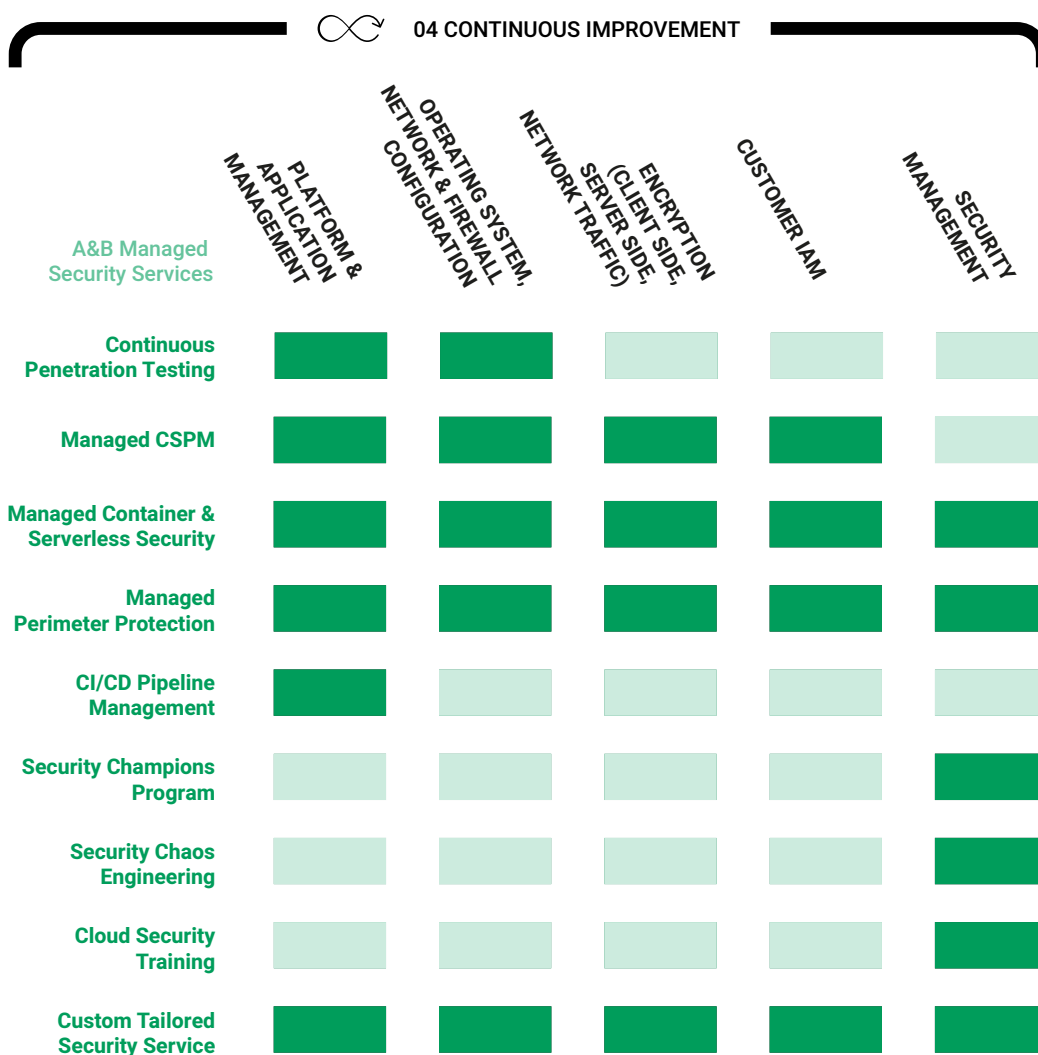 04 CONTINUOUS IMPROVEMENT
A&B Managed
Security Services
PLATFORM &
APPLICATION
MANAGEMENT
OPERATING SYSTEM,
NETWORK & FIREWALL
CONFIGURATION
ENCRYPTION
(CLIENT SIDE,
SERVER SIDE,
NETWORK TRAFFIC)
CUSTOMER IAM
SECURITY
MANAGEMENT
Continuous
Penetration Testing
Managed CSPM
Managed Container &
Serverless Security
Managed
Perimeter Protection
CI/CD Pipeline
Management
Security Champions
Program
Security Chaos
Engineering
Cloud Security
Training
Custom Tailored
Security Service